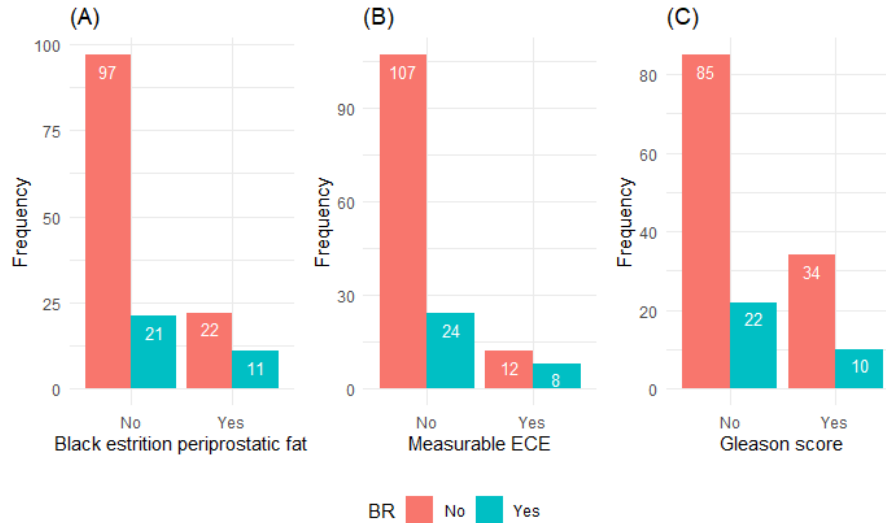 (A)
100
75
50
25
0
Frequency
97
21
22
11
No
Yes
Black estrition periprostatic fat
(B)
90
60
30
0
Frequency
107
24
12
8
No
Yes
Measurable ECE
(C)
80
60
40
20
0
Frequency
85
22
34
10
No
Yes
Gleason score
BR No Yes